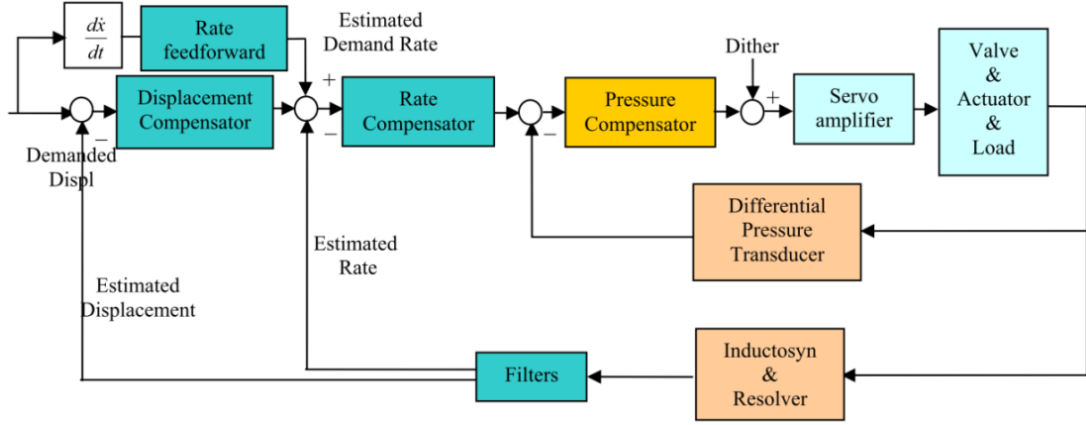 dẋ
dt
Rate
feedforward
Estimated
Demand Rate
Dither
Valve
&
Actuator
&
Load
Displacement
Compensator
+
−
Rate
Compensator
−
Pressure
Compensator
+
Servo
amplifier
−
Demanded
Displ
Differential
Pressure
Transducer
Estimated
Rate
Estimated
Displacement
Filters
Inductosyn
&
Resolver